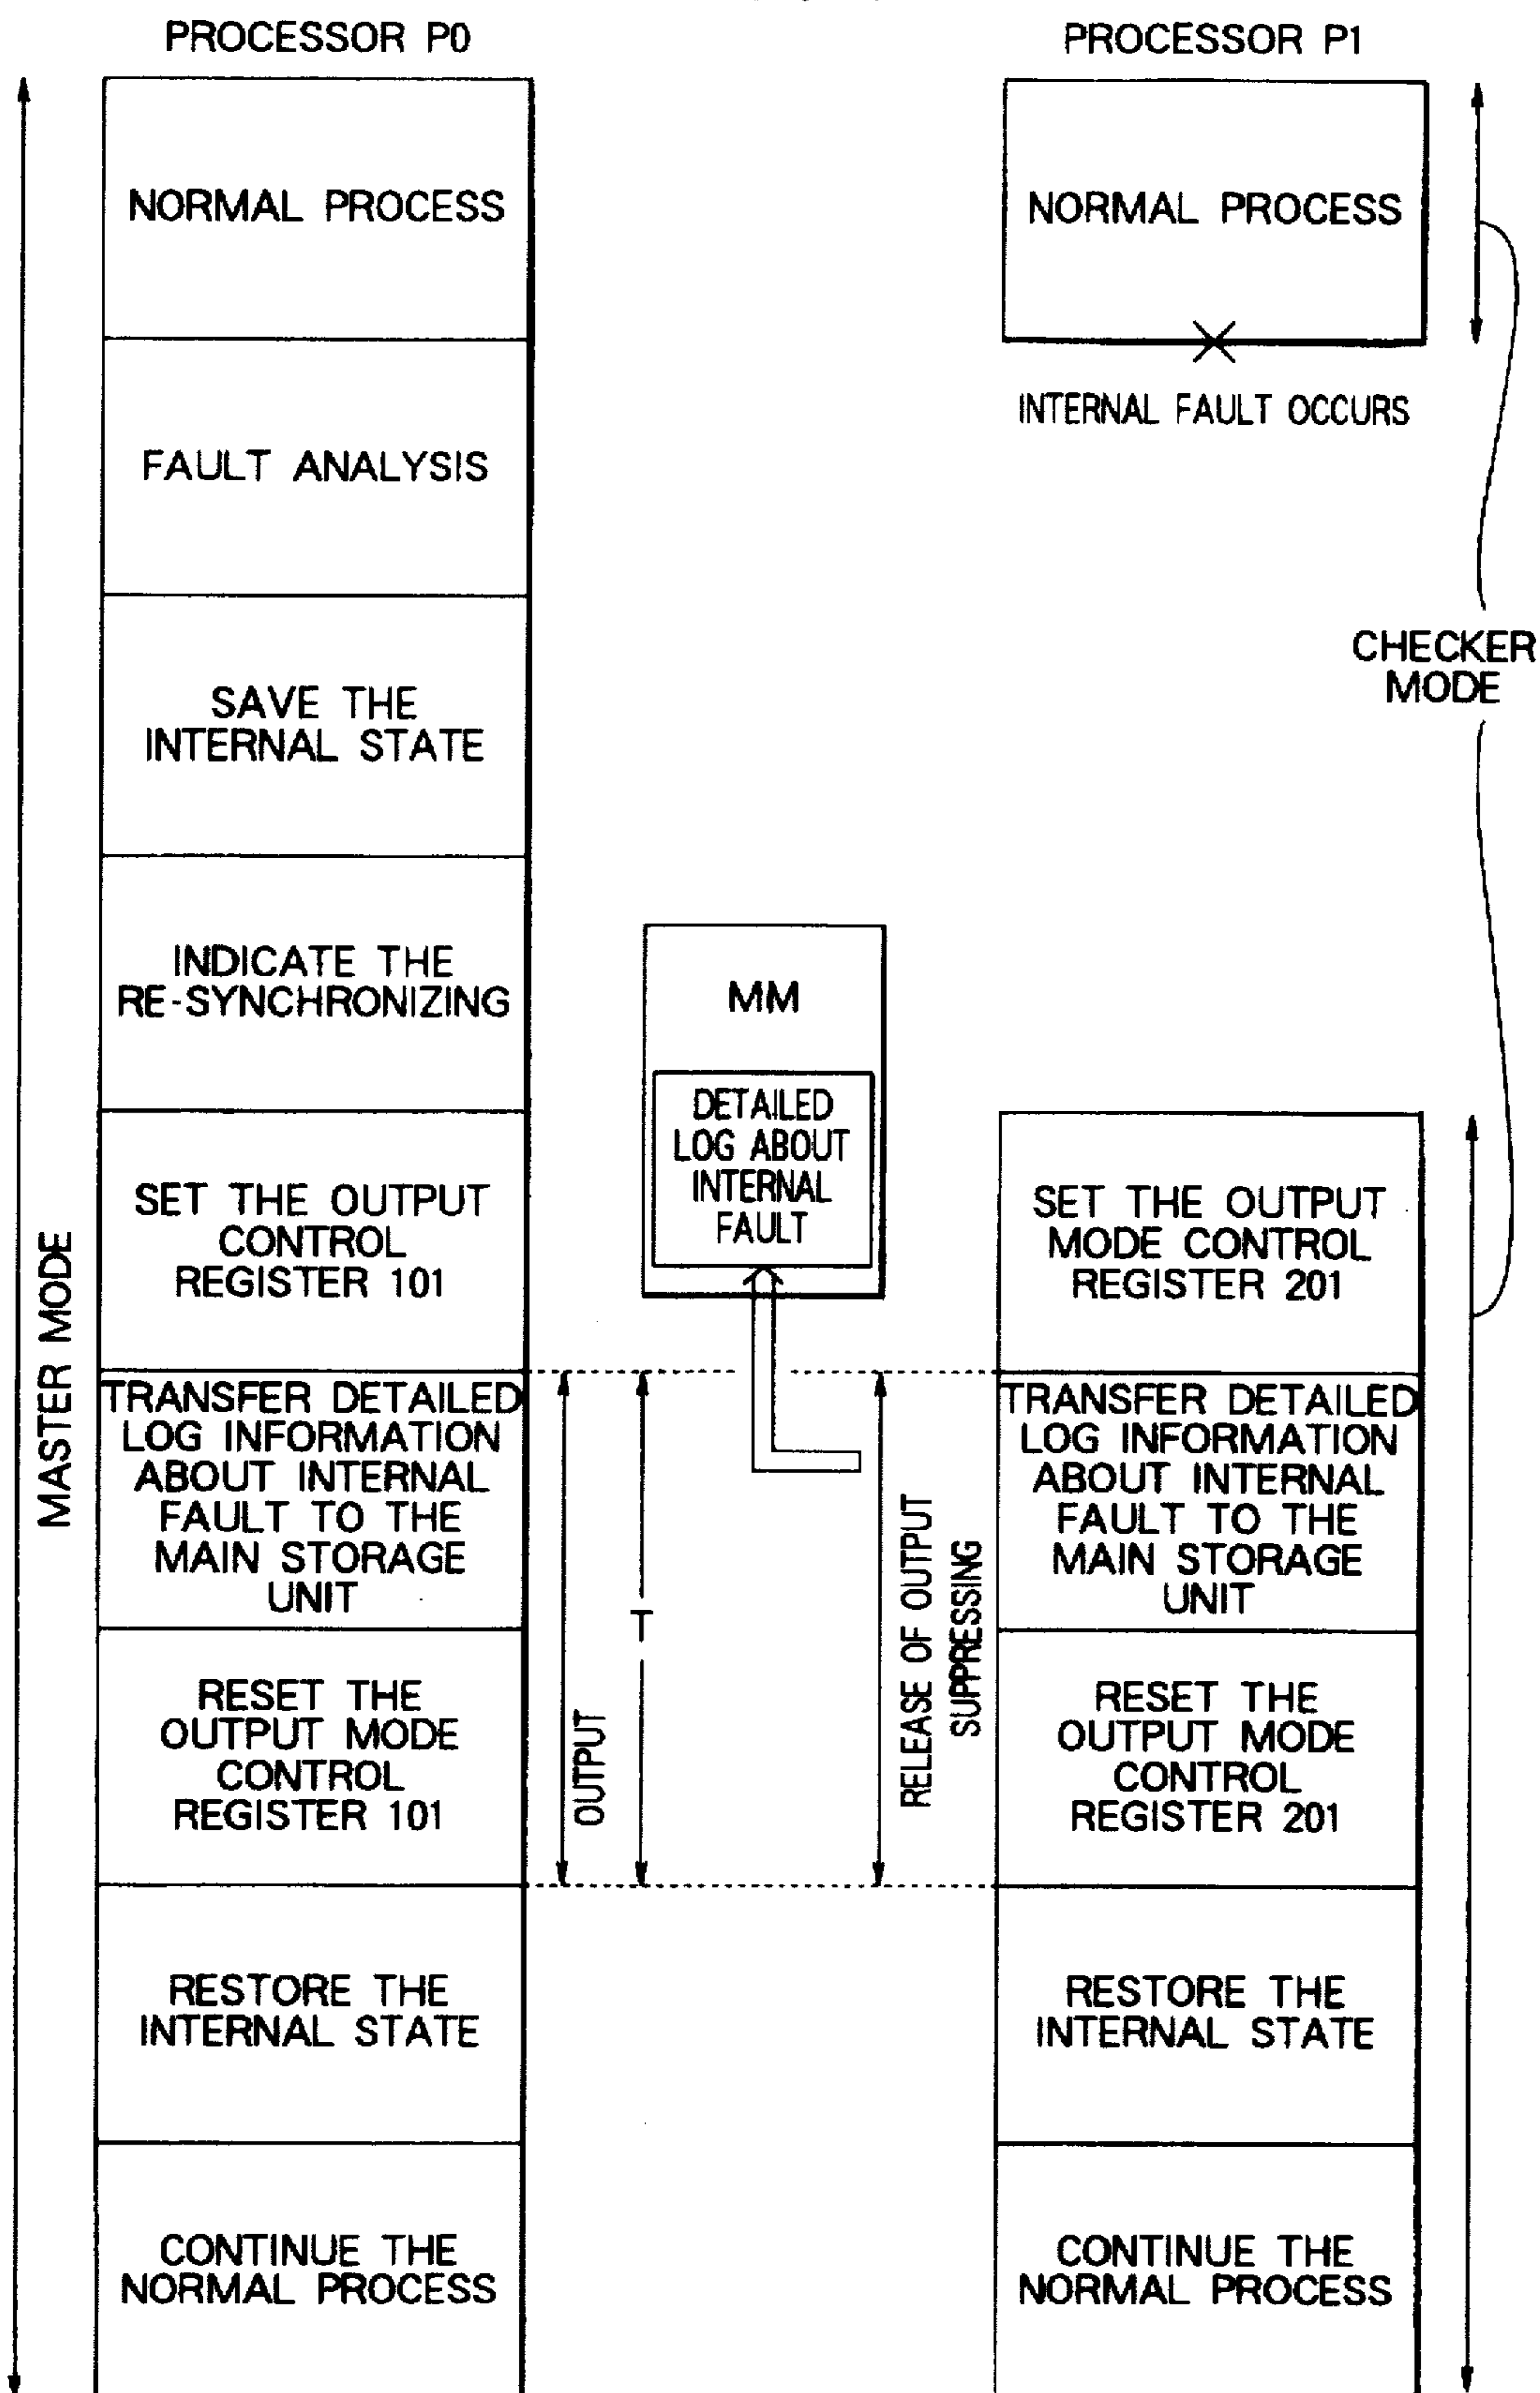 PROCESSOR P0
NORMAL PROCESS
FAULT ANALYSIS
SAVE THE
INTERNAL STATE
INDICATE THE
RE-SYNCHRONIZING
SET THE OUTPUT
CONTROL
REGISTER 101
TRANSFER DETAILED
LOG INFORMATION
ABOUT INTERNAL
FAULT TO THE
MAIN STORAGE
UNIT
RESET THE
OUTPUT MODE
CONTROL
REGISTER 101
RESTORE THE
INTERNAL STATE
CONTINUE THE
NORMAL PROCESS
MASTER MODE
MM
DETAILED
LOG ABOUT
INTERNAL
FAULT
OUTPUT
T
RELEASE OF OUTPUT
SUPPRESSING
PROCESSOR P1
NORMAL PROCESS
INTERNAL FAULT OCCURS
CHECKER
MODE
SET THE OUTPUT
MODE CONTROL
REGISTER 201
TRANSFER DETAILED
LOG INFORMATION
ABOUT INTERNAL
FAULT TO THE
MAIN STORAGE
UNIT
RESET THE
OUTPUT MODE
CONTROL
REGISTER 201
RESTORE THE
INTERNAL STATE
CONTINUE THE
NORMAL PROCESS